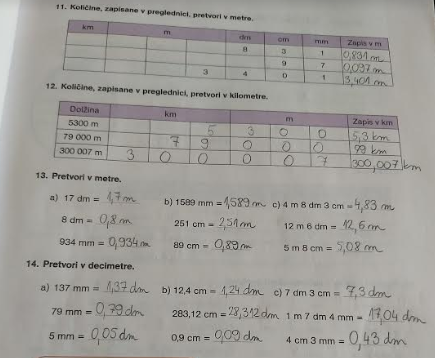 11. Količine, zapisane v preglednici, pretvori v metre.
km m dm cm mm Zapis v m
8 3 1 0,831 m
9 7 0,097 m
3 4 0 1 3,401 m
12. Količine, zapisane v preglednici, pretvori v kilometre.
Dolžina km m Zapis v km
5300 m 5 3 0 0 5,3 km
79 000 m 7 9 0 0 0 79 km
300 007 m 3 0 0 0 0 7 300,007 km
13. Pretvori v metre.
a) 17 dm = 1,7 m b) 1589 mm = 1,589 m c) 4 m 8 dm 3 cm = 4,83 m
8 dm = 0,8 m 251 cm = 2,51 m 12 m 6 dm = 12,6 m
934 mm = 0,934 m 89 cm = 0,89 m 5 m 8 cm = 5,08 m
14. Pretvori v decimetre.
a) 137 mm = 1,37 dm b) 12,4 cm = 1,24 dm c) 7 dm 3 cm = 7,3 dm
79 mm = 0,79 dm 283,12 cm = 28,312 dm 1 m 7 dm 4 mm = 17,04 dm
5 mm = 0,05 dm 0,9 cm = 0,09 dm 4 cm 3 mm = 0,43 dm